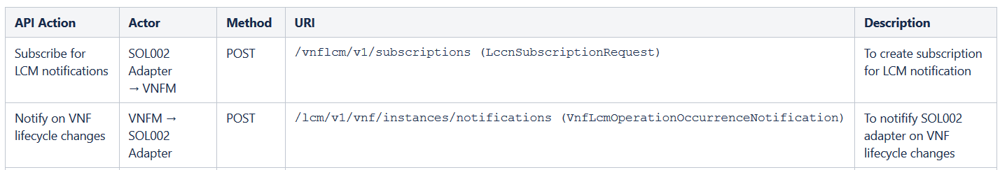 API Action Actor Method URI Description
Subscribe for LCM notifications SOL002 Adapter → VNFM POST /vnflcm/v1/subscriptions (LccnSubscriptionRequest) To create subscription for LCM notification
Notify on VNF lifecycle changes VNFM → SOL002 Adapter POST /lcm/v1/vnf/instances/notifications (VnfLcmOperationOccurrenceNotification) To notifify SOL002 adapter on VNF lifecycle changes